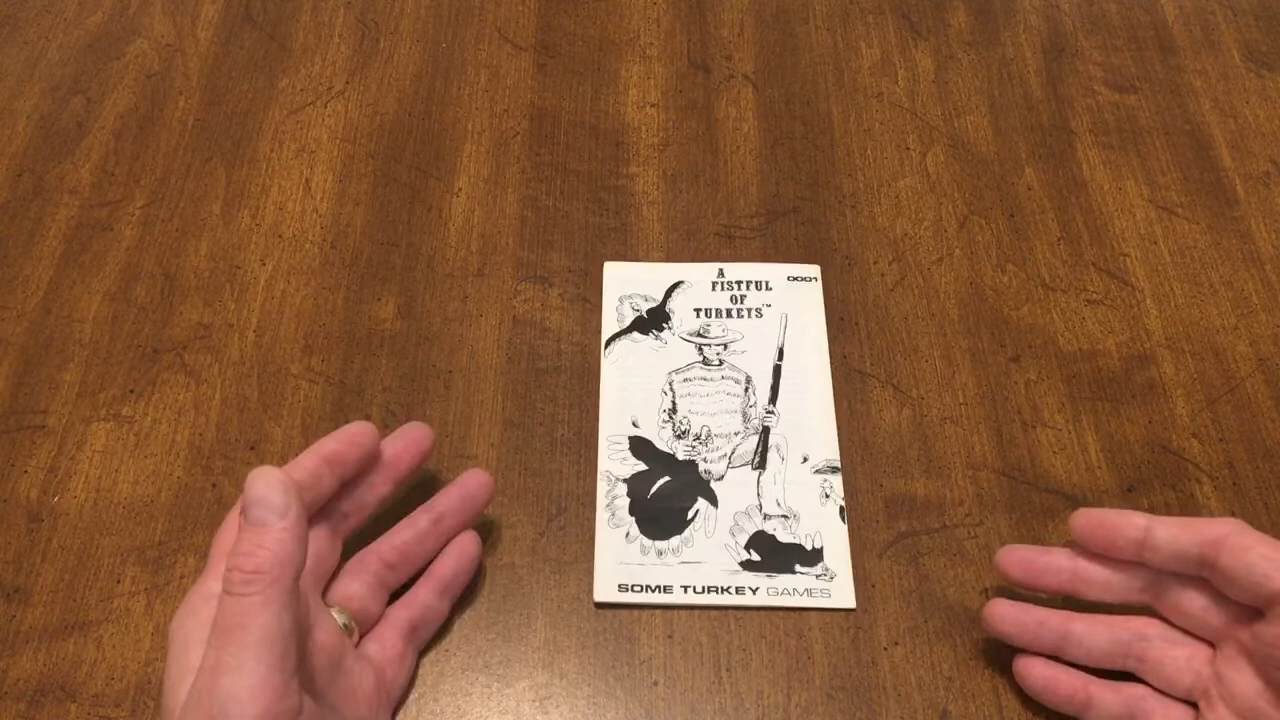 A
FISTFUL
OF
TURKEYS™
0001
SOME TURKEY GAMES